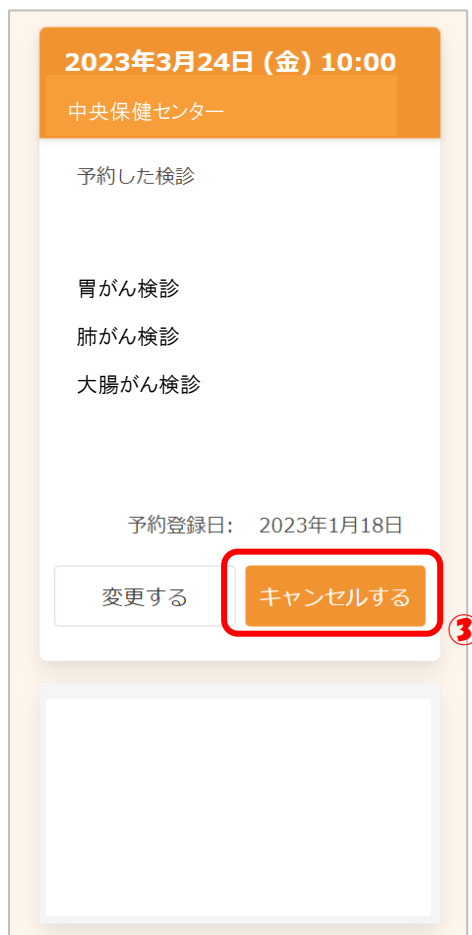 2023年3月24日 (金) 10:00
中央保健センター
予約した検診
胃がん検診
肺がん検診
大腸がん検診
予約登録日: 2023年1月18日
変更する キャンセルする
③